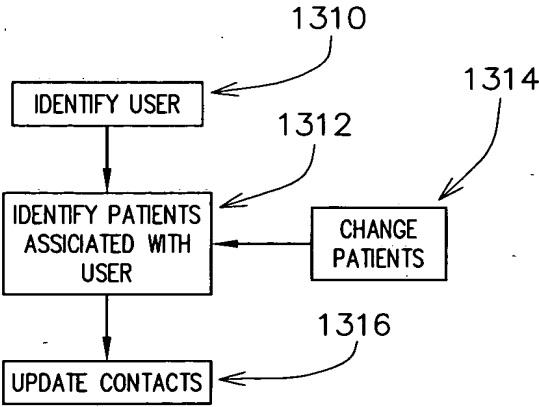 1310
IDENTIFY USER
1314
1312
IDENTIFY PATIENTS
ASSICIATED WITH
USER
CHANGE
PATIENTS
1316
UPDATE CONTACTS